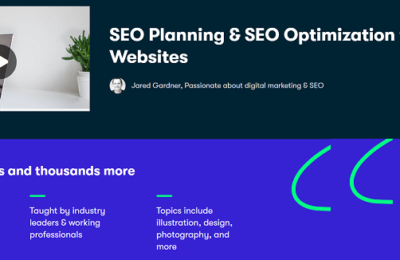 SEO Planning & SEO Optimization
Websites
Jared Gardner, Passionate about digital marketing & SEO
s and thousands more
Taught by industry
leaders & working
professionals
Topics include
illustration, design,
photography, and
more